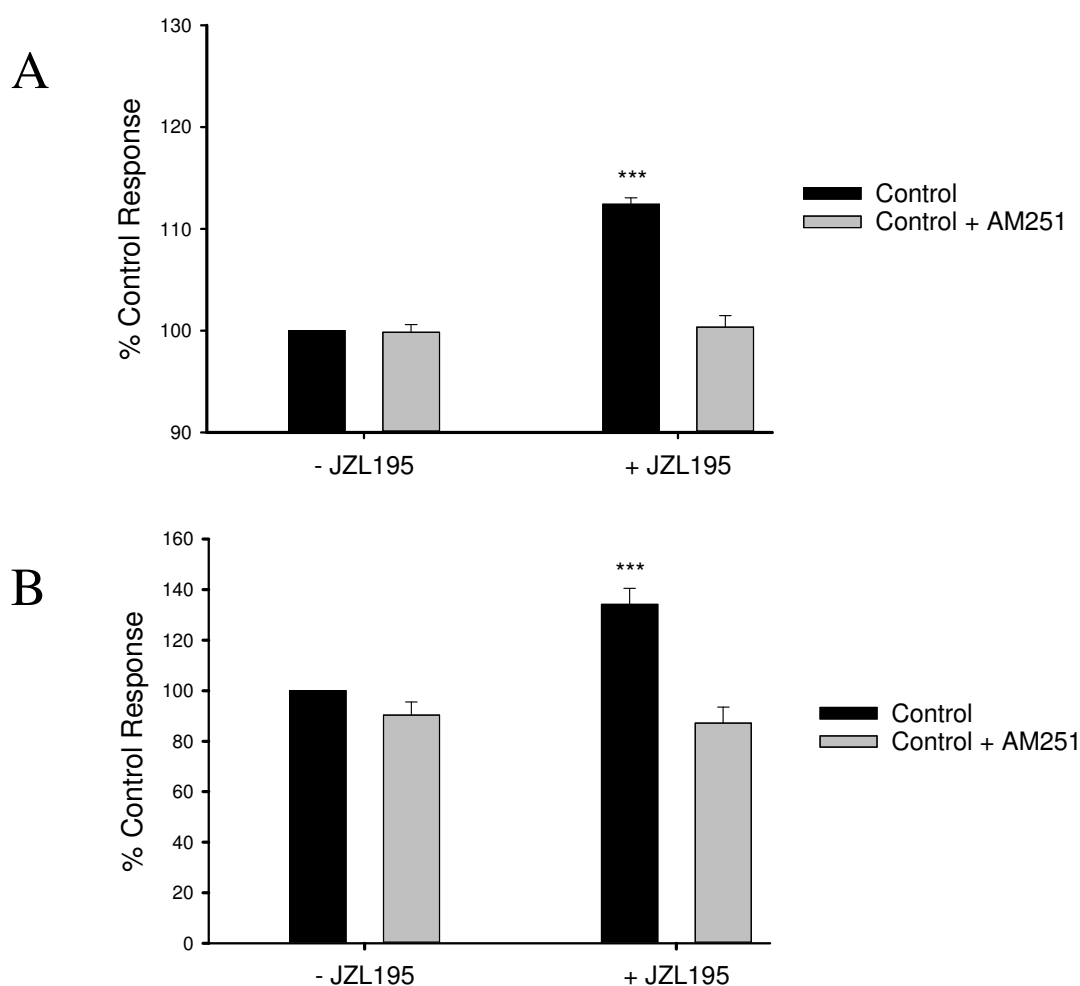 A
% Control Response
130
120
110
100
90
***
- JZL195
+ JZL195
Control
Control + AM251
B
% Control Response
160
140
120
100
80
60
40
20
0
***
- JZL195
+ JZL195
Control
Control + AM251